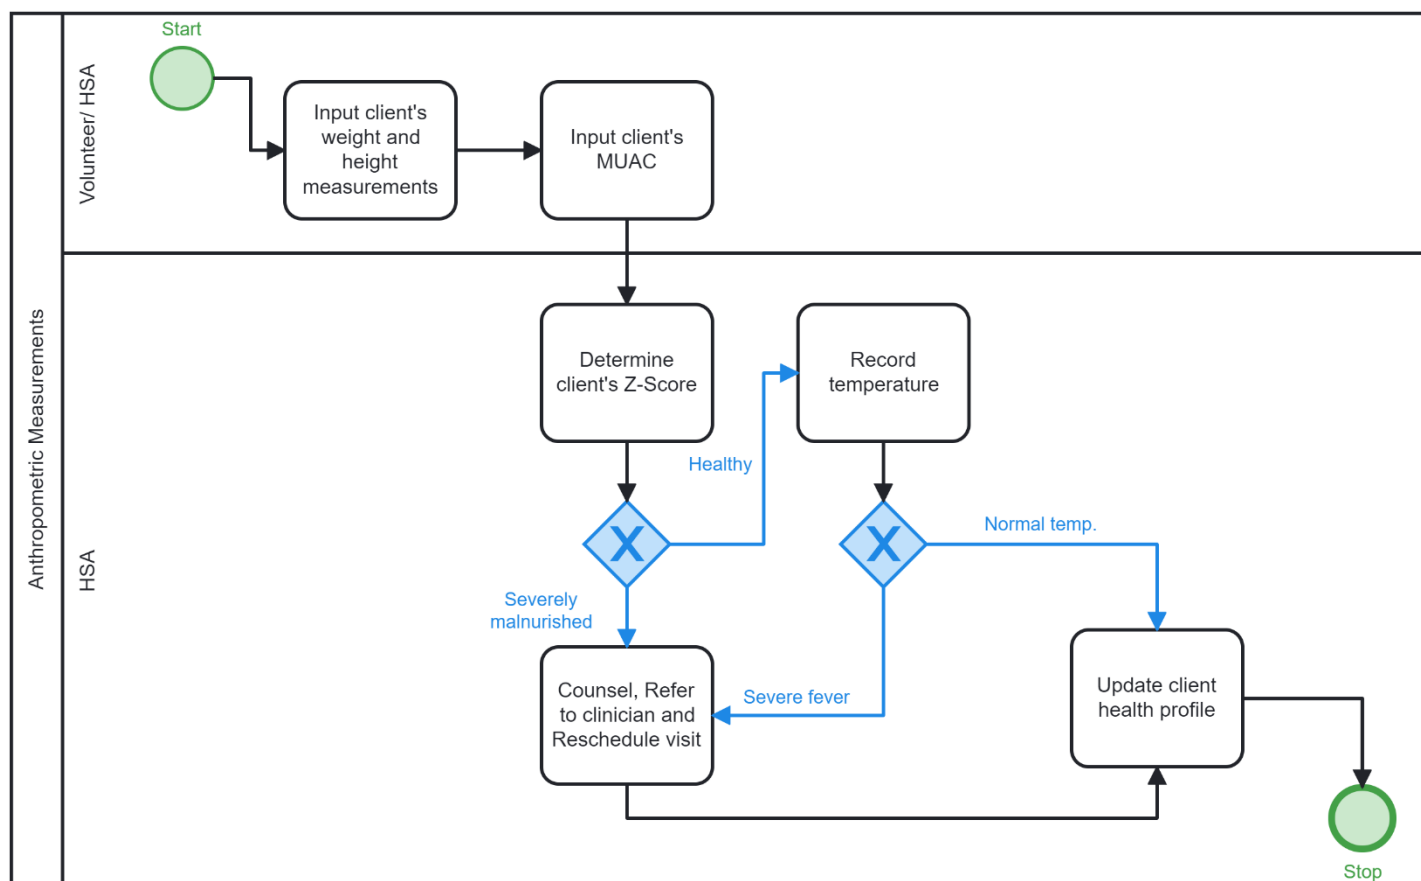 Start
Volunteer/ HSA
Input client's
weight and
height
measurements
Input client's
MUAC
Anthropometric Measurements
HSA
Determine
client's Z-Score
Record
temperature
Healthy
X
X
Normal temp.
Severely
malnurished
Counsel, Refer
to clinician and
Reschedule visit
Severe fever
Update client
health profile
Stop